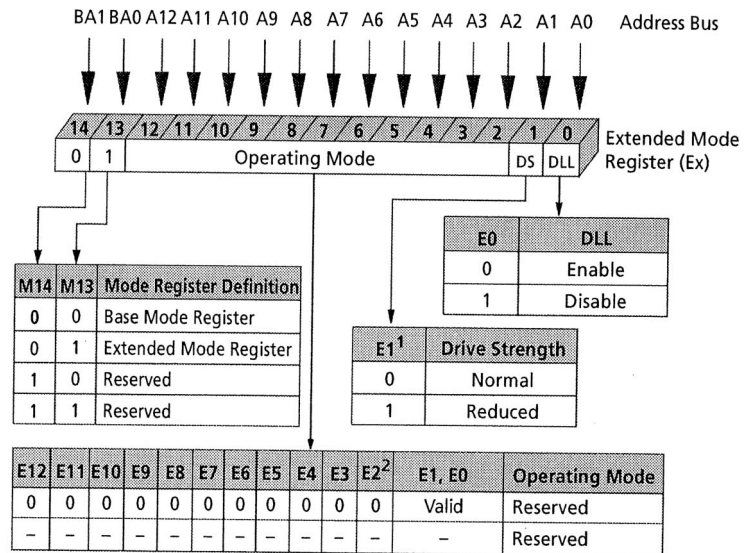 BA1 BA0 A12 A11 A10 A9 A8 A7 A6 A5 A4 A3 A2 A1 A0 Address Bus
14 13 12 11 10 9 8 7 6 5 4 3 2 1 0
Extended Mode
Register (Ex)
0 1 Operating Mode DS DLL
E0 DLL
0 Enable
1 Disable
M14 M13 Mode Register Definition
0 0 Base Mode Register
0 1 Extended Mode Register
1 0 Reserved
1 1 Reserved
E1¹ Drive Strength
0 Normal
1 Reduced
E12 E11 E10 E9 E8 E7 E6 E5 E4 E3 E2² E1, E0 Operating Mode
0 0 0 0 0 0 0 0 0 0 0 Valid Reserved
– – – – – – – – – – – – Reserved